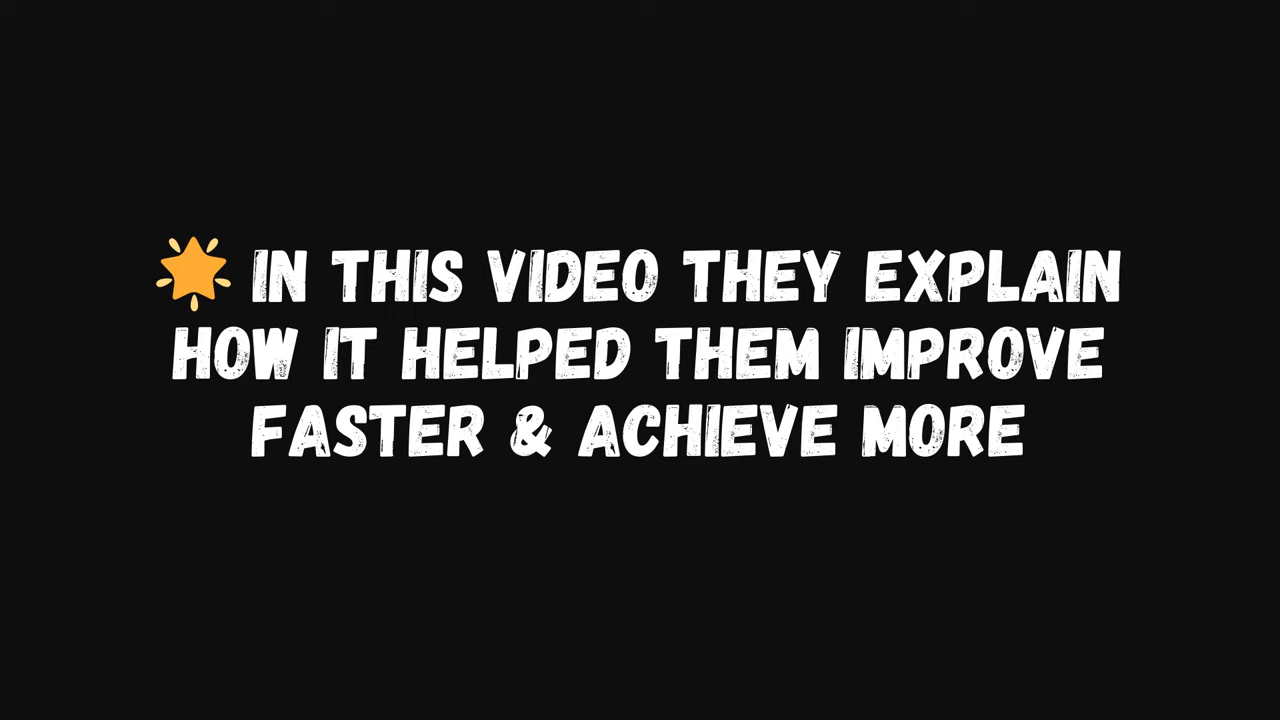 🌟 IN THIS VIDEO THEY EXPLAIN
HOW IT HELPED THEM IMPROVE
FASTER & ACHIEVE MORE